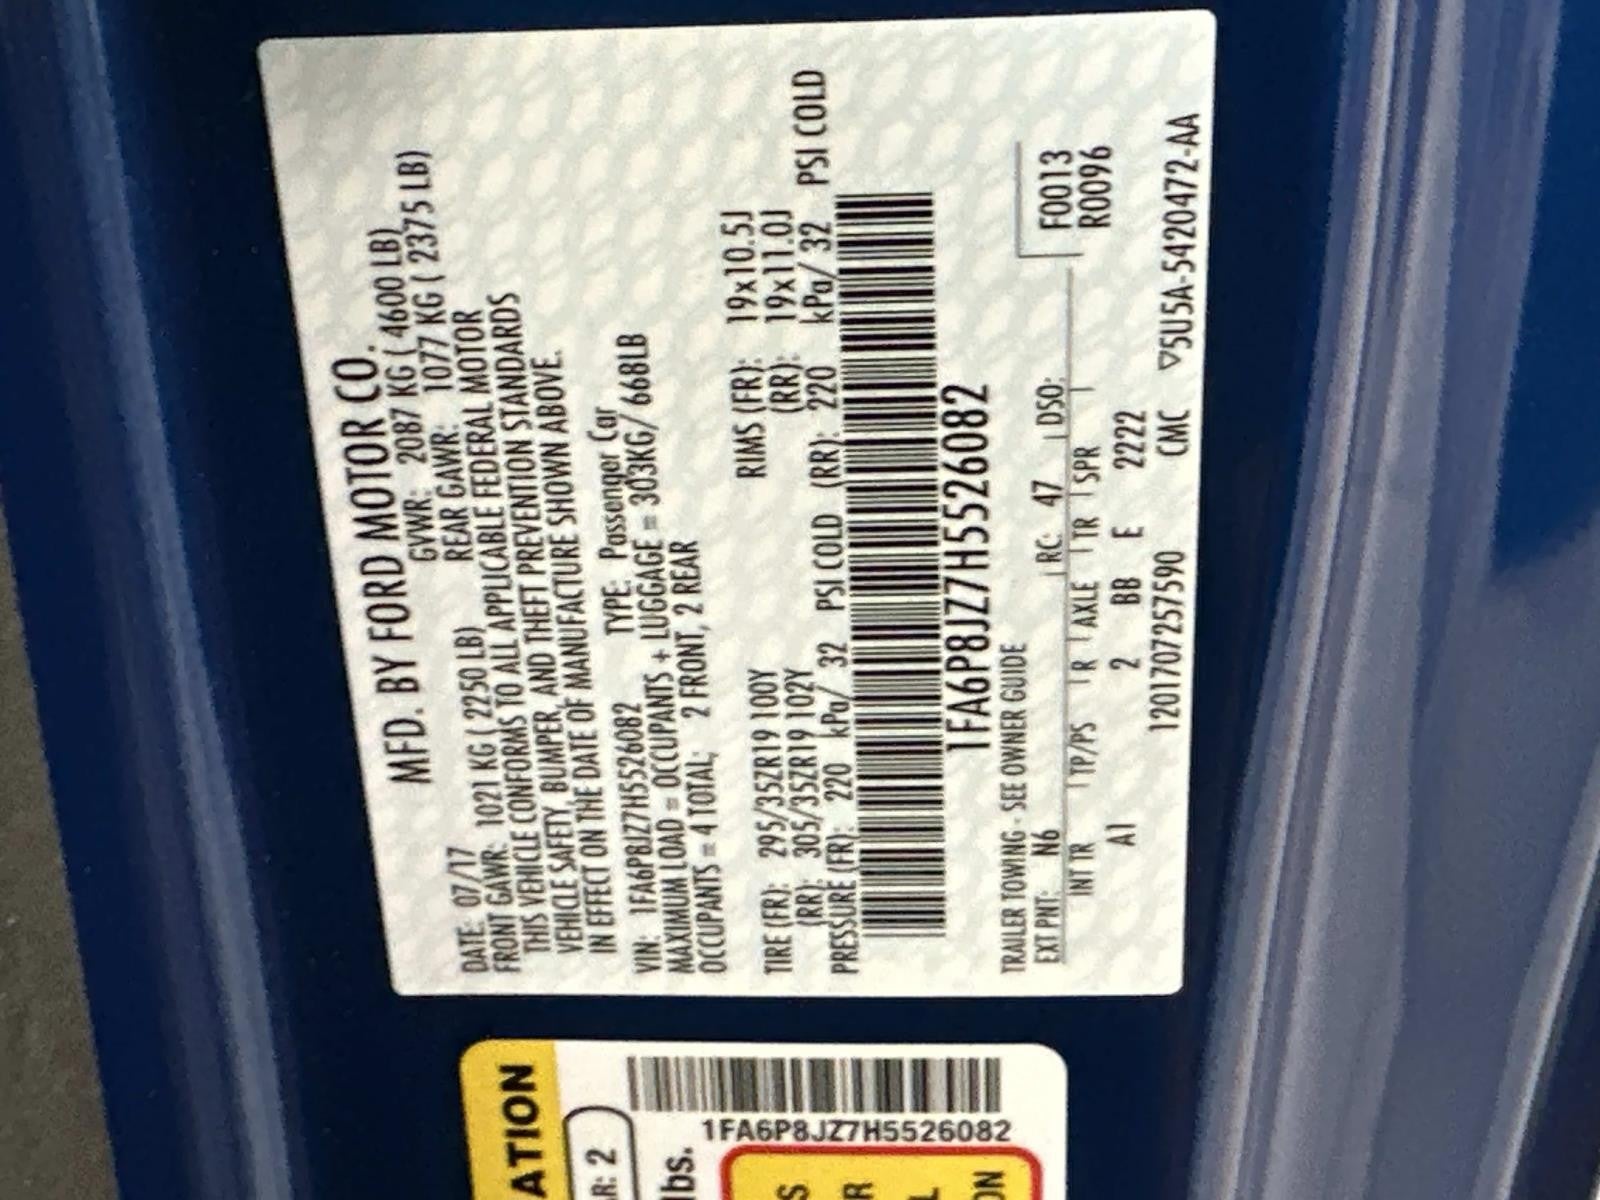 MFD. BY FORD MOTOR CO.
DATE: 07/17 GVWR: 2087 KG ( 4600 LB)
FRONT GAWR: 1021 KG ( 2250 LB) REAR GAWR: 1077 KG ( 2375 LB)
THIS VEHICLE CONFORMS TO ALL APPLICABLE FEDERAL MOTOR
VEHICLE SAFETY, BUMPER, AND THEFT PREVENTION STANDARDS
IN EFFECT ON THE DATE OF MANUFACTURE SHOWN ABOVE.
VIN: 1FA6P8JZ7H5526082 TYPE: Passenger Car
MAXIMUM LOAD = OCCUPANTS + LUGGAGE = 303KG/ 668LB
OCCUPANTS = 4 TOTAL; 2 FRONT, 2 REAR
TIRE (FR): 295/35ZR19 100Y RIMS (FR): 19x10.5J
(RR): 305/35ZR19 102Y (RR): 19x11.0J
PRESSURE (FR): 220 kPa/ 32 PSI COLD (RR): 220 kPa/ 32 PSI COLD
1FA6P8JZ7H5526082
TRAILER TOWING - SEE OWNER GUIDE
EXT PNT: N6 RC: 47 DSO: F0013
R0096
INT TR TP/PS R AXLE TR SPR
A1 2 BB E 2222
1201707257590 CMC ▽5U5A-5420472-AA
ATION
R: 2
lbs.
1FA6P8JZ7H5526082
S
R
L
ON